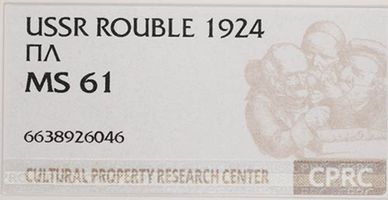 USSR ROUBLE 1924
ПЛ
MS 61
6638926046
CULTURAL PROPERTY RESEARCH CENTER CPRC